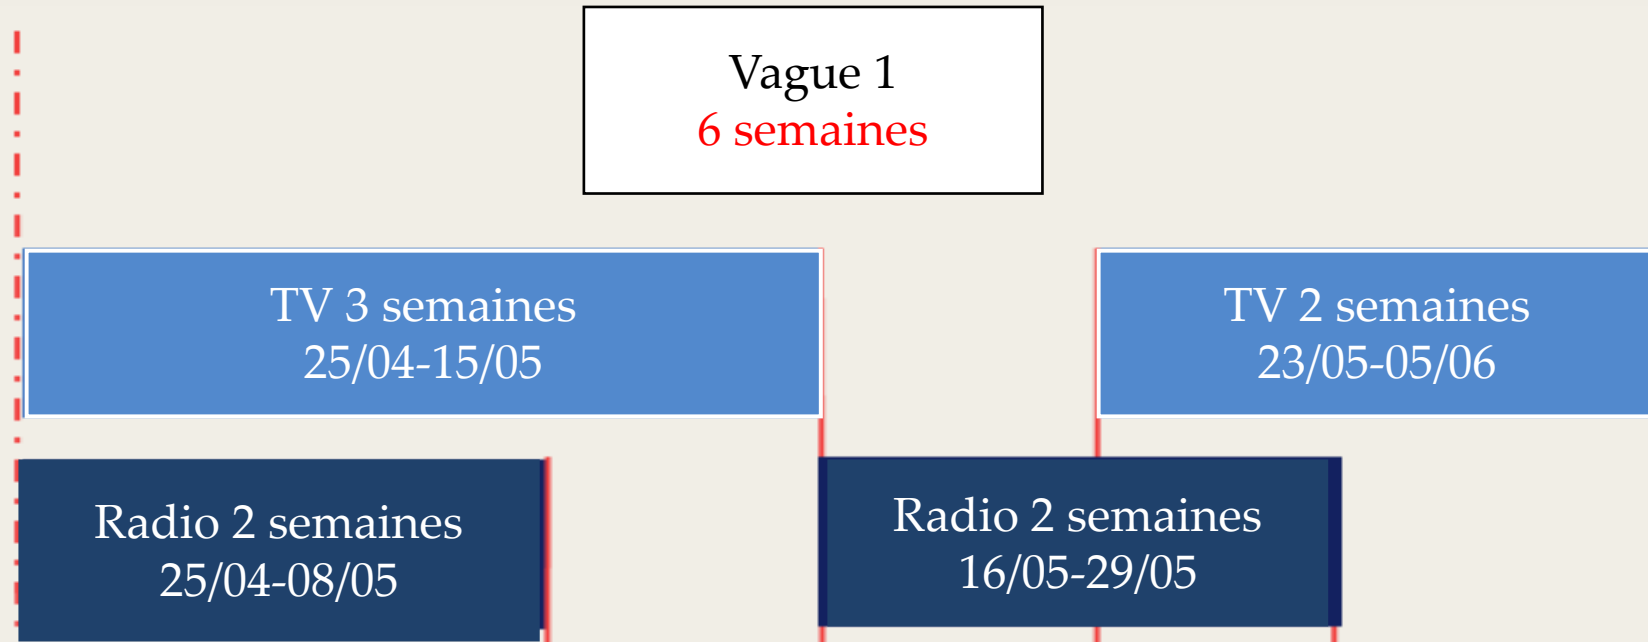 Vague 1
6 semaines
TV 3 semaines
25/04-15/05
TV 2 semaines
23/05-05/06
Radio 2 semaines
25/04-08/05
Radio 2 semaines
16/05-29/05